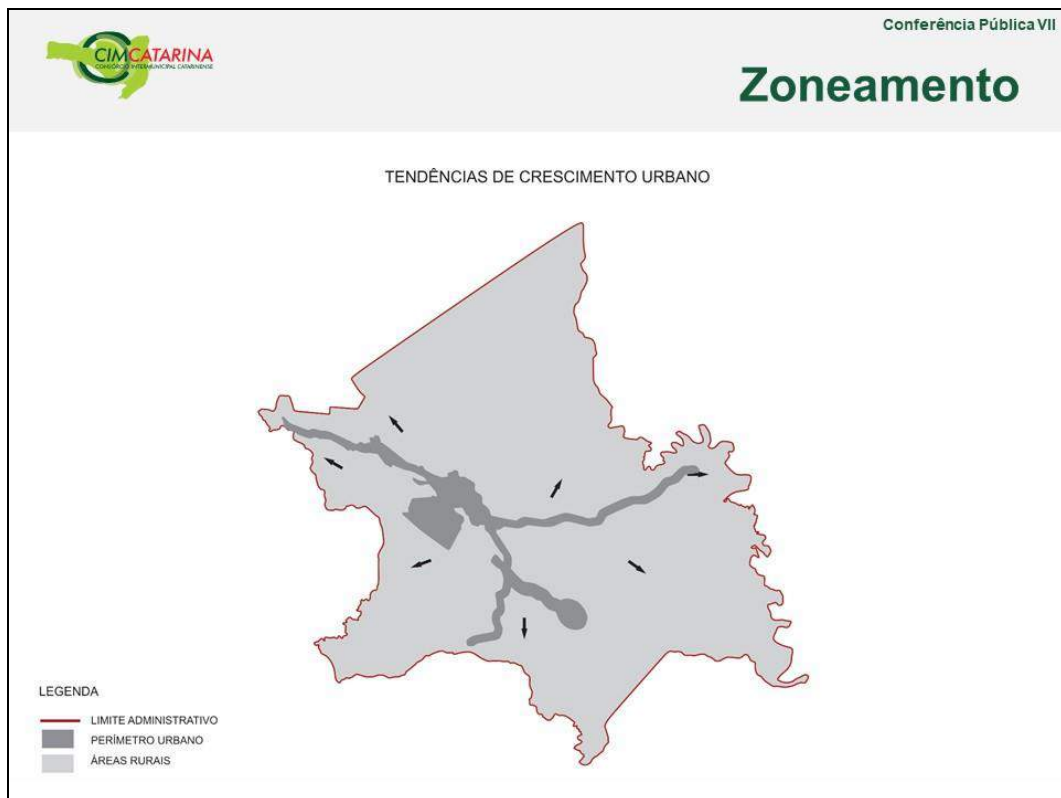 Conferência Pública VII
CIMCATARINA
CONSÓRCIO INTERMUNICIPAL CATARINENSE
Zoneamento
TENDÊNCIAS DE CRESCIMENTO URBANO
LEGENDA
LIMITE ADMINISTRATIVO
PERÍMETRO URBANO
ÁREAS RURAIS